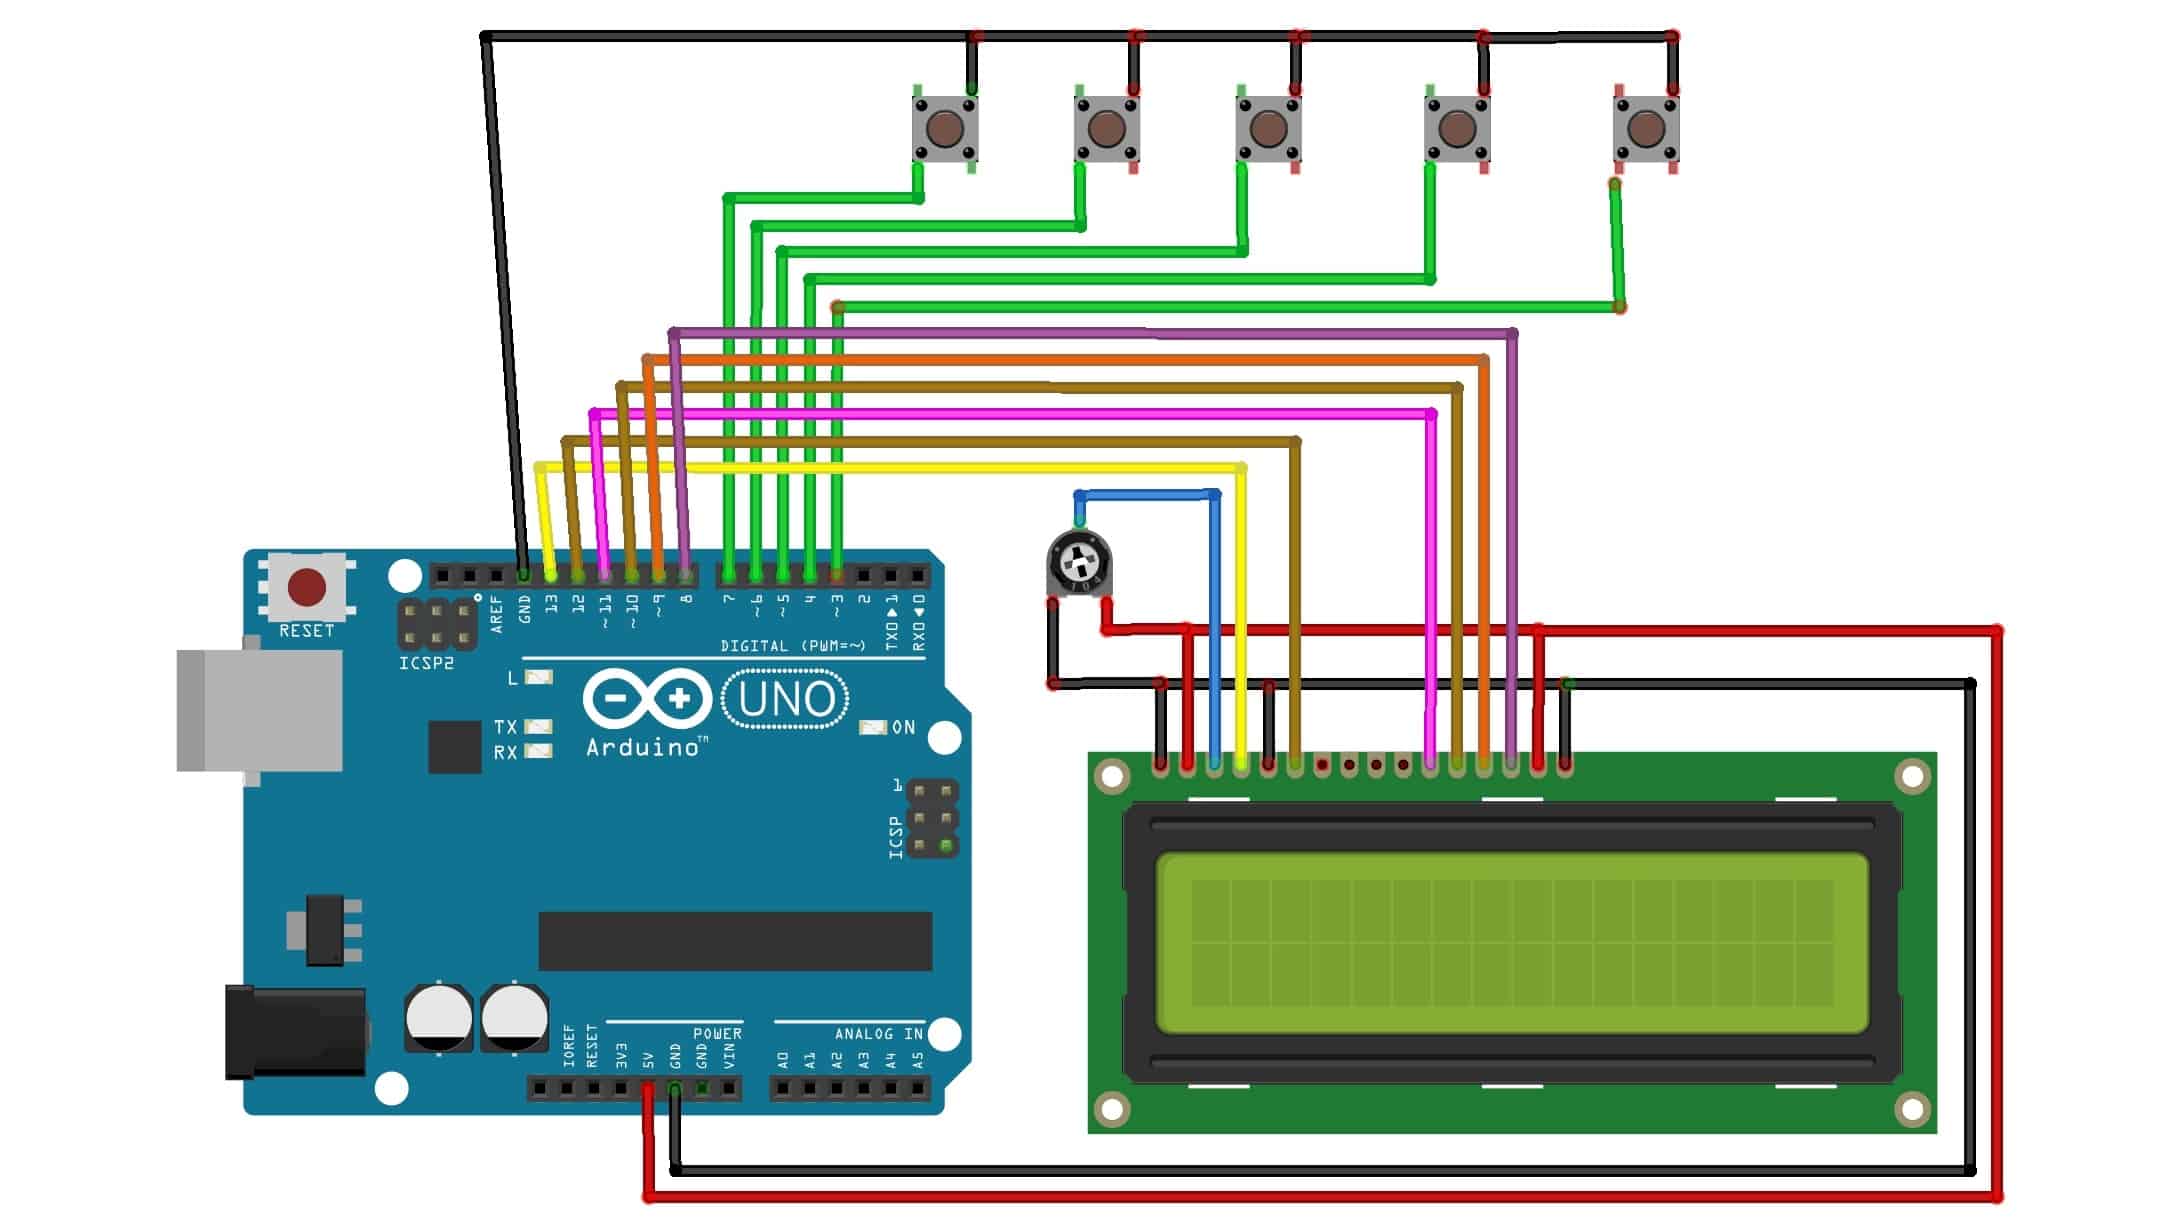 104
AREF
GND
13
12
~11
~10
~9
8
7
~6
~5
4
~3
2
TX0▶1
RX0◀0
RESET
ICSP2
DIGITAL (PWM=~)
L
UNO
TX
RX
ON
Arduino™
1
ICSP
POWER
ANALOG IN
IOREF
RESET
3V3
5V
GND
GND
VIN
A0
A1
A2
A3
A4
A5